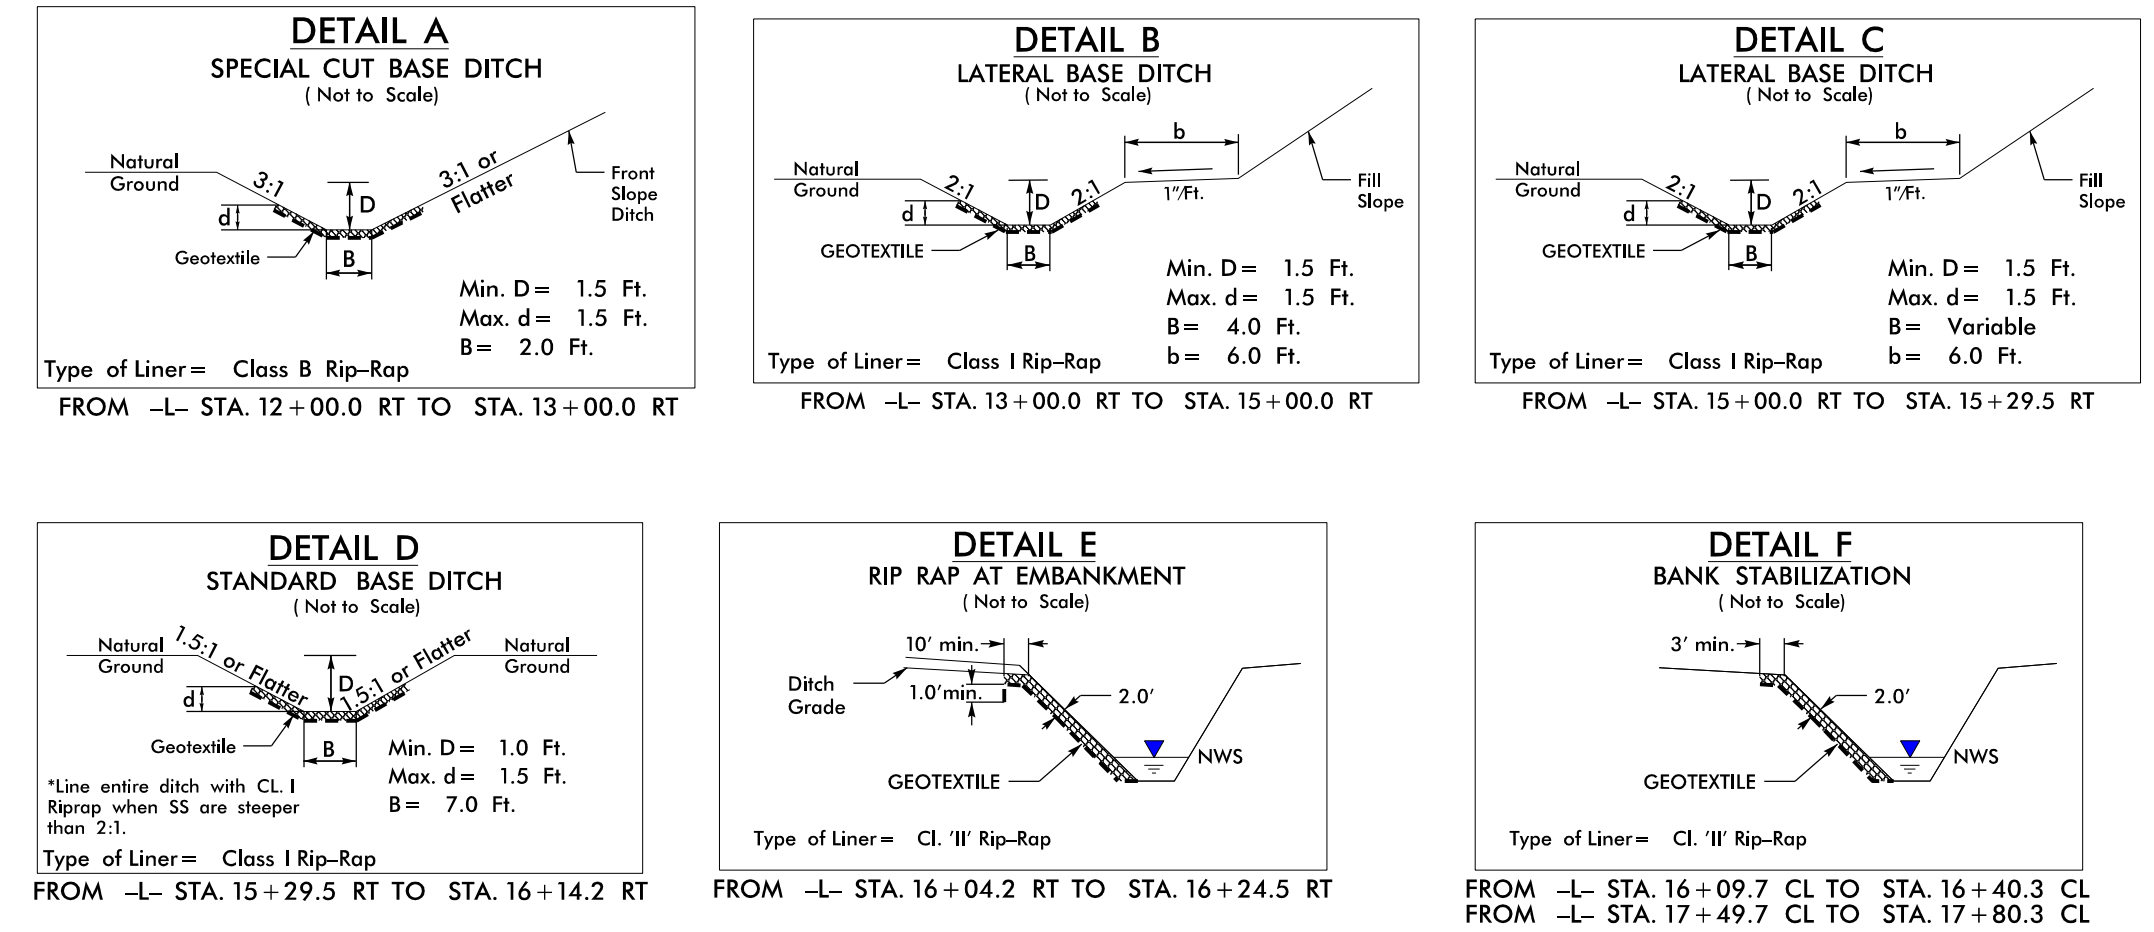 DETAIL A
SPECIAL CUT BASE DITCH
( Not to Scale)
Natural
Ground
3:1
D
3:1 or
Flatter
Front
Slope
Ditch
d
Geotextile
B
Min. D= 1.5 Ft.
Max. d= 1.5 Ft.
B= 2.0 Ft.
Type of Liner= Class B Rip-Rap
FROM -L- STA. 12+00.0 RT TO STA. 13+00.0 RT
DETAIL B
LATERAL BASE DITCH
( Not to Scale)
b
Natural
Ground
2:1
D
2:1
1"/Ft.
Fill
Slope
d
GEOTEXTILE
B
Min. D= 1.5 Ft.
Max. d= 1.5 Ft.
B= 4.0 Ft.
b= 6.0 Ft.
Type of Liner= Class I Rip-Rap
FROM -L- STA. 13+00.0 RT TO STA. 15+00.0 RT
DETAIL C
LATERAL BASE DITCH
( Not to Scale)
b
Natural
Ground
2:1
D
2:1
1"/Ft.
Fill
Slope
d
GEOTEXTILE
B
Min. D= 1.5 Ft.
Max. d= 1.5 Ft.
B= Variable
b= 6.0 Ft.
Type of Liner= Class I Rip-Rap
FROM -L- STA. 15+00.0 RT TO STA. 15+29.5 RT
DETAIL D
STANDARD BASE DITCH
( Not to Scale)
Natural
Ground
1.5:1 or Flatter
D
1.5:1 or Flatter
Natural
Ground
d
Geotextile
B
Min. D= 1.0 Ft.
Max. d= 1.5 Ft.
B= 7.0 Ft.
*Line entire ditch with CL. I
Riprap when SS are steeper
than 2:1.
Type of Liner= Class I Rip-Rap
FROM -L- STA. 15+29.5 RT TO STA. 16+14.2 RT
DETAIL E
RIP RAP AT EMBANKMENT
( Not to Scale)
10' min.
Ditch
Grade
1.0'min.
2.0'
NWS
GEOTEXTILE
Type of Liner= Cl. 'II' Rip-Rap
FROM -L- STA. 16+04.2 RT TO STA. 16+24.5 RT
DETAIL F
BANK STABILIZATION
( Not to Scale)
3' min.
2.0'
NWS
GEOTEXTILE
Type of Liner= Cl. 'II' Rip-Rap
FROM -L- STA. 16+09.7 CL TO STA. 16+40.3 CL
FROM -L- STA. 17+49.7 CL TO STA. 17+80.3 CL